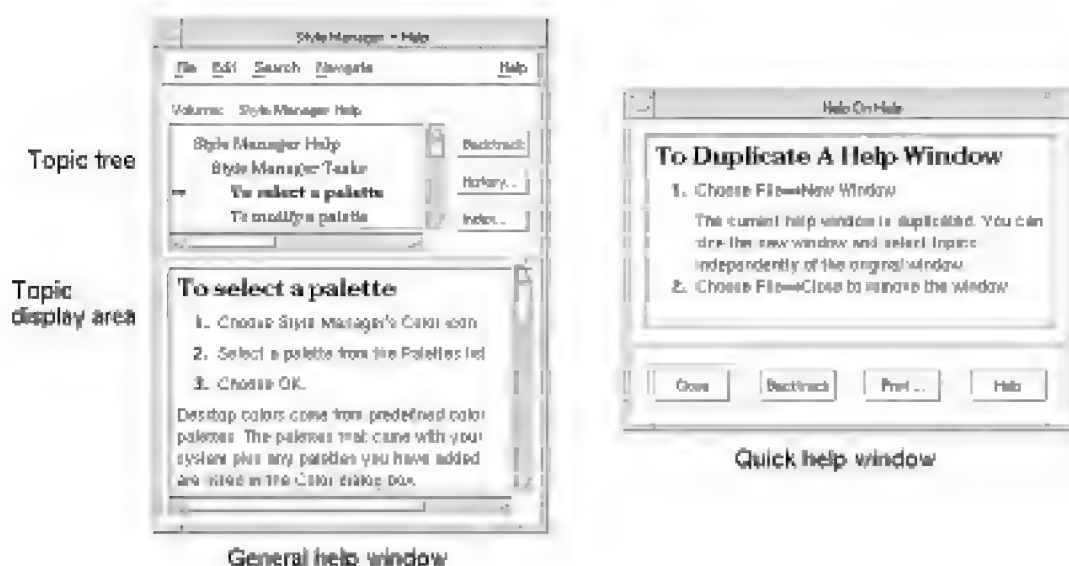 Style Manager - Help
File Edit Search Navigate Help
Volume: Style Manager Help
Topic tree
Style Manager Help
Style Manager Tasks
To select a palette
To modify a palette
Backtrack
History...
Index...
Topic
display area
To select a palette
1. Choose Style Manager's Color icon
2. Select a palette from the Palettes list
3. Choose OK.
Desktop colors come from predefined color
palettes. The palettes that came with your
system plus any palettes you have added
are listed in the Color dialog box.
General help window
Help On Help
To Duplicate A Help Window
1. Choose File⇒New Window
The current help window is duplicated. You can
size the new window and select topics
independently of the original window.
2. Choose File⇒Close to remove the window
Close Backtrack Print ... Help
Quick help window